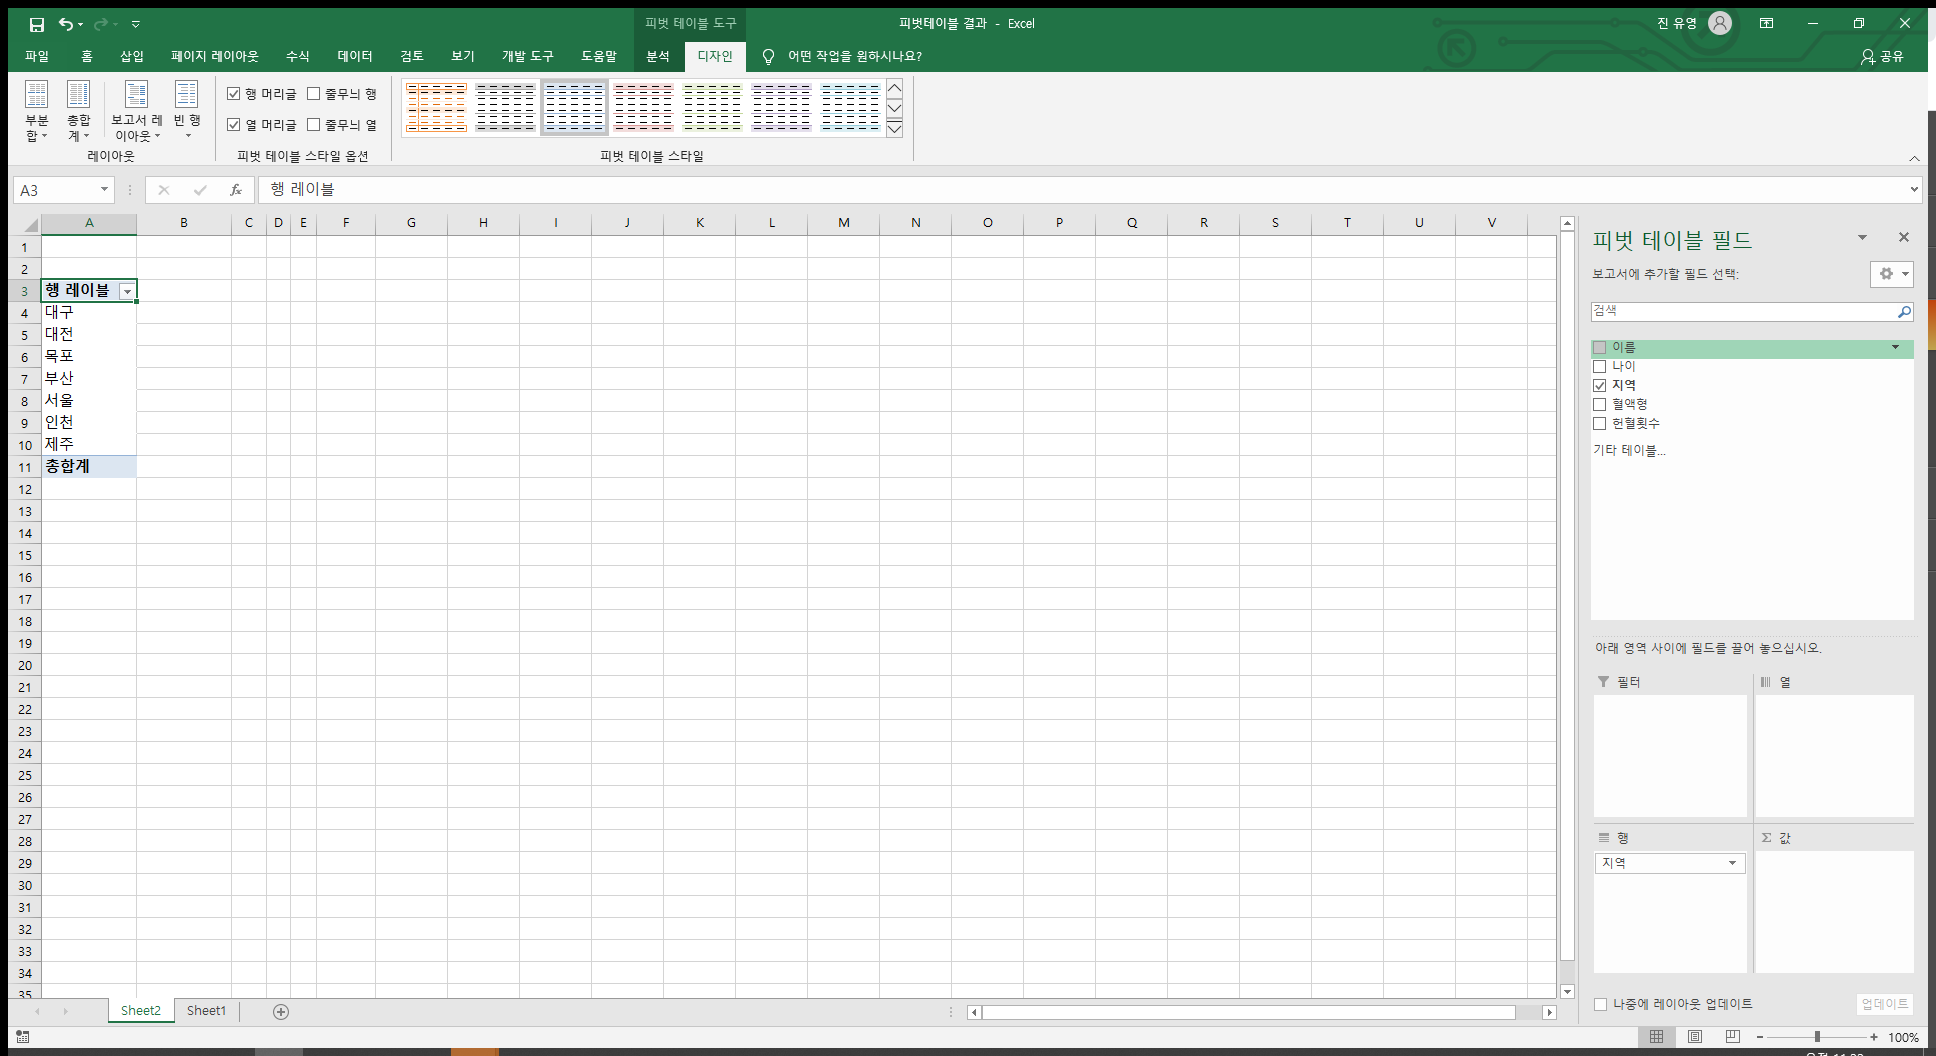 피벗 테이블 도구
피벗테이블 결과 - Excel
진 유영
파일 홈 삽입 페이지 레이아웃 수식 데이터 검토 보기 개발 도구 도움말 분석 디자인 어떤 작업을 원하시나요? 공유
부분합
총합계
보고서 레이아웃
빈 행
레이아웃
행 머리글 줄무늬 행
열 머리글 줄무늬 열
피벗 테이블 스타일 옵션
피벗 테이블 스타일
A3 fx 행 레이블
A B C D E F G H I J K L M N O P Q R S T U V
1
2
3 행 레이블
4 대구
5 대전
6 목포
7 부산
8 서울
9 인천
10 제주
11 총합계
12
13
14
15
16
17
18
19
20
21
22
23
24
25
26
27
28
29
30
31
32
33
34
35
피벗 테이블 필드
보고서에 추가할 필드 선택:
검색
이름
나이
지역
혈액형
헌혈횟수
기타 테이블...
아래 영역 사이에 필드를 끌어 놓으십시오.
필터
열
행
Σ 값
지역
나중에 레이아웃 업데이트 업데이트
Sheet2 Sheet1
100%